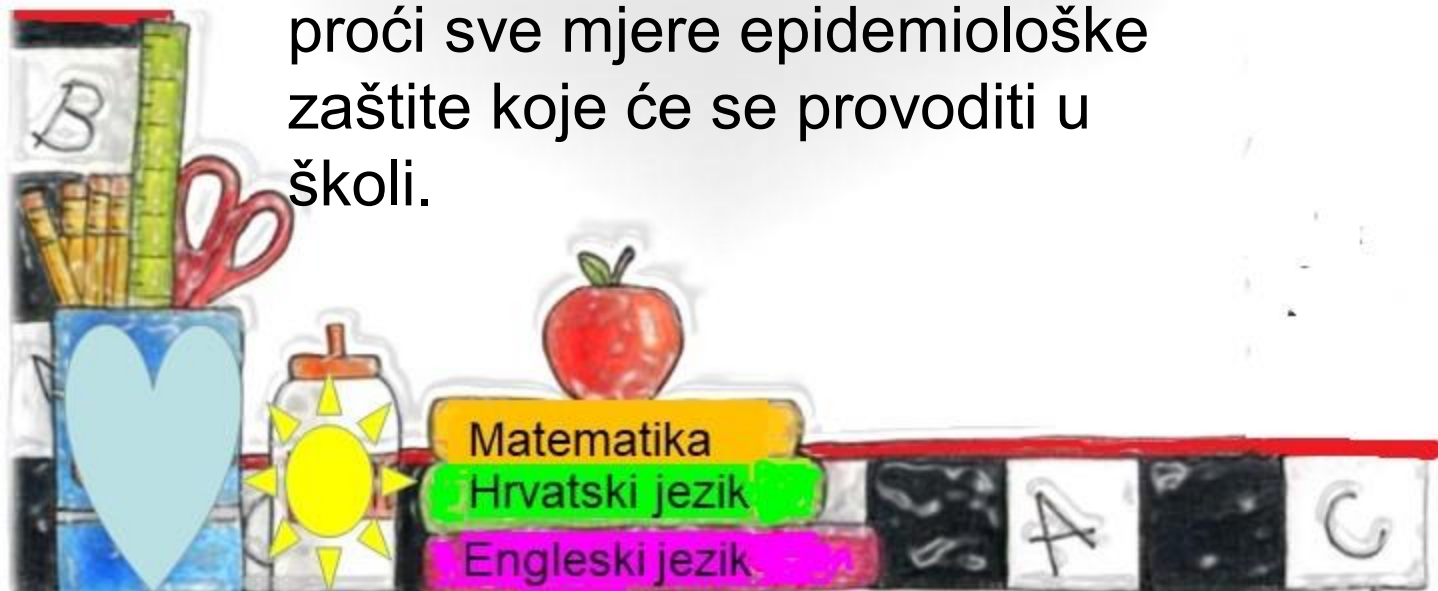 proći sve mjere epidemiološke
zaštite koje će se provoditi u
školi.
B
Matematika
Hrvatski jezik
Engleski jezik
A
C